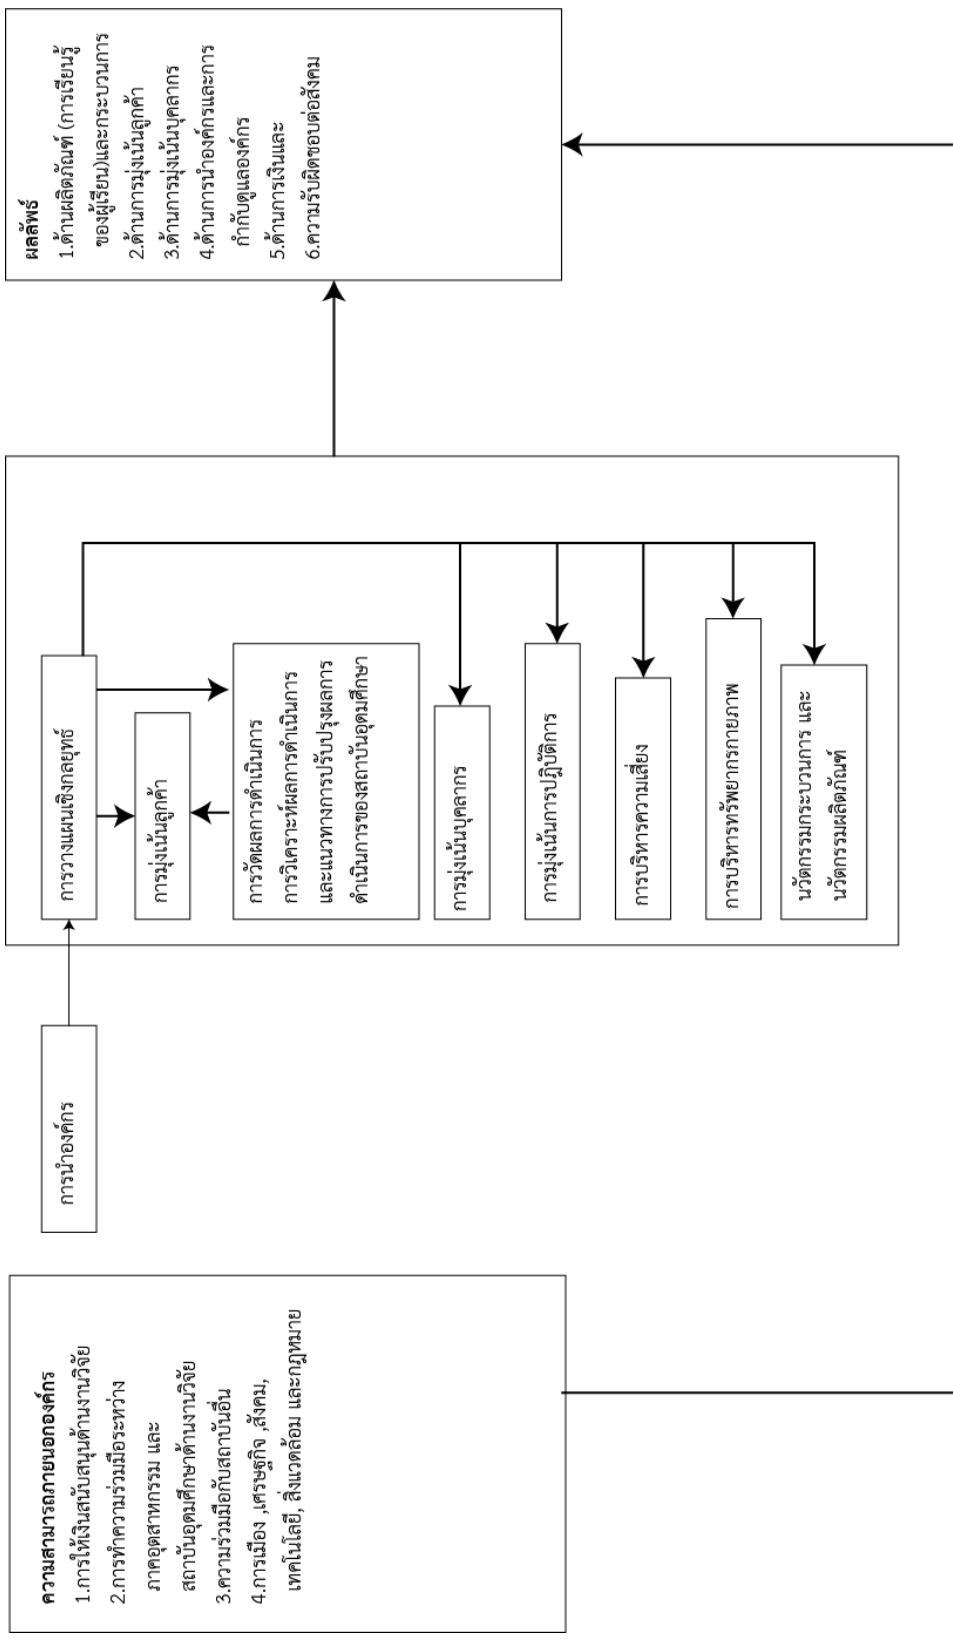 ความสามารถภายนอกองค์กร
1.การให้เงินสนับสนุนด้านงานวิจัย
2.การทำความร่วมมือระหว่าง
ภาคอุตสาหกรรม และ
สถาบันอุดมศึกษาด้านงานวิจัย
3.ความร่วมมือกับสถาบันอื่น
4.การเมือง ,เศรษฐกิจ ,สังคม,
เทคโนโลยี, สิ่งแวดล้อม และกฎหมาย
การนำองค์กร
การวางแผนเชิงกลยุทธ์
การมุ่งเน้นลูกค้า
การวัดผลการดำเนินการ
การวิเคราะห์ผลการดำเนินการ
และแนวทางการปรับปรุงผลการ
ดำเนินการของสถาบันอุดมศึกษา
การมุ่งเน้นบุคลากร
การมุ่งเน้นการปฏิบัติการ
การบริหารความเสี่ยง
การบริหารทรัพยากรกายภาพ
นวัตกรรมกระบวนการ และ
นวัตกรรมผลิตภัณฑ์
ผลลัพธ์
1.ด้านผลิตภัณฑ์ (การเรียนรู้
ของผู้เรียน)และกระบวนการ
2.ด้านการมุ่งเน้นลูกค้า
3.ด้านการมุ่งเน้นบุคลากร
4.ด้านการนำองค์กรและการ
กำกับดูแลองค์กร
5.ด้านการเงินและ
6.ความรับผิดชอบต่อสังคม